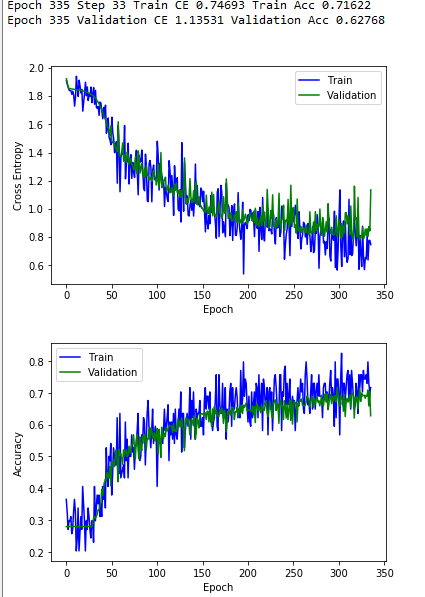 Epoch 335 Step 33 Train CE 0.74693 Train Acc 0.71622
Epoch 335 Validation CE 1.13531 Validation Acc 0.62768
2.0
1.8
1.6
1.4
1.2
1.0
0.8
0.6
Cross Entropy
Train
Validation
0 50 100 150 200 250 300 350
Epoch
0.8
0.7
0.6
0.5
0.4
0.3
0.2
Accuracy
Train
Validation
0 50 100 150 200 250 300 350
Epoch